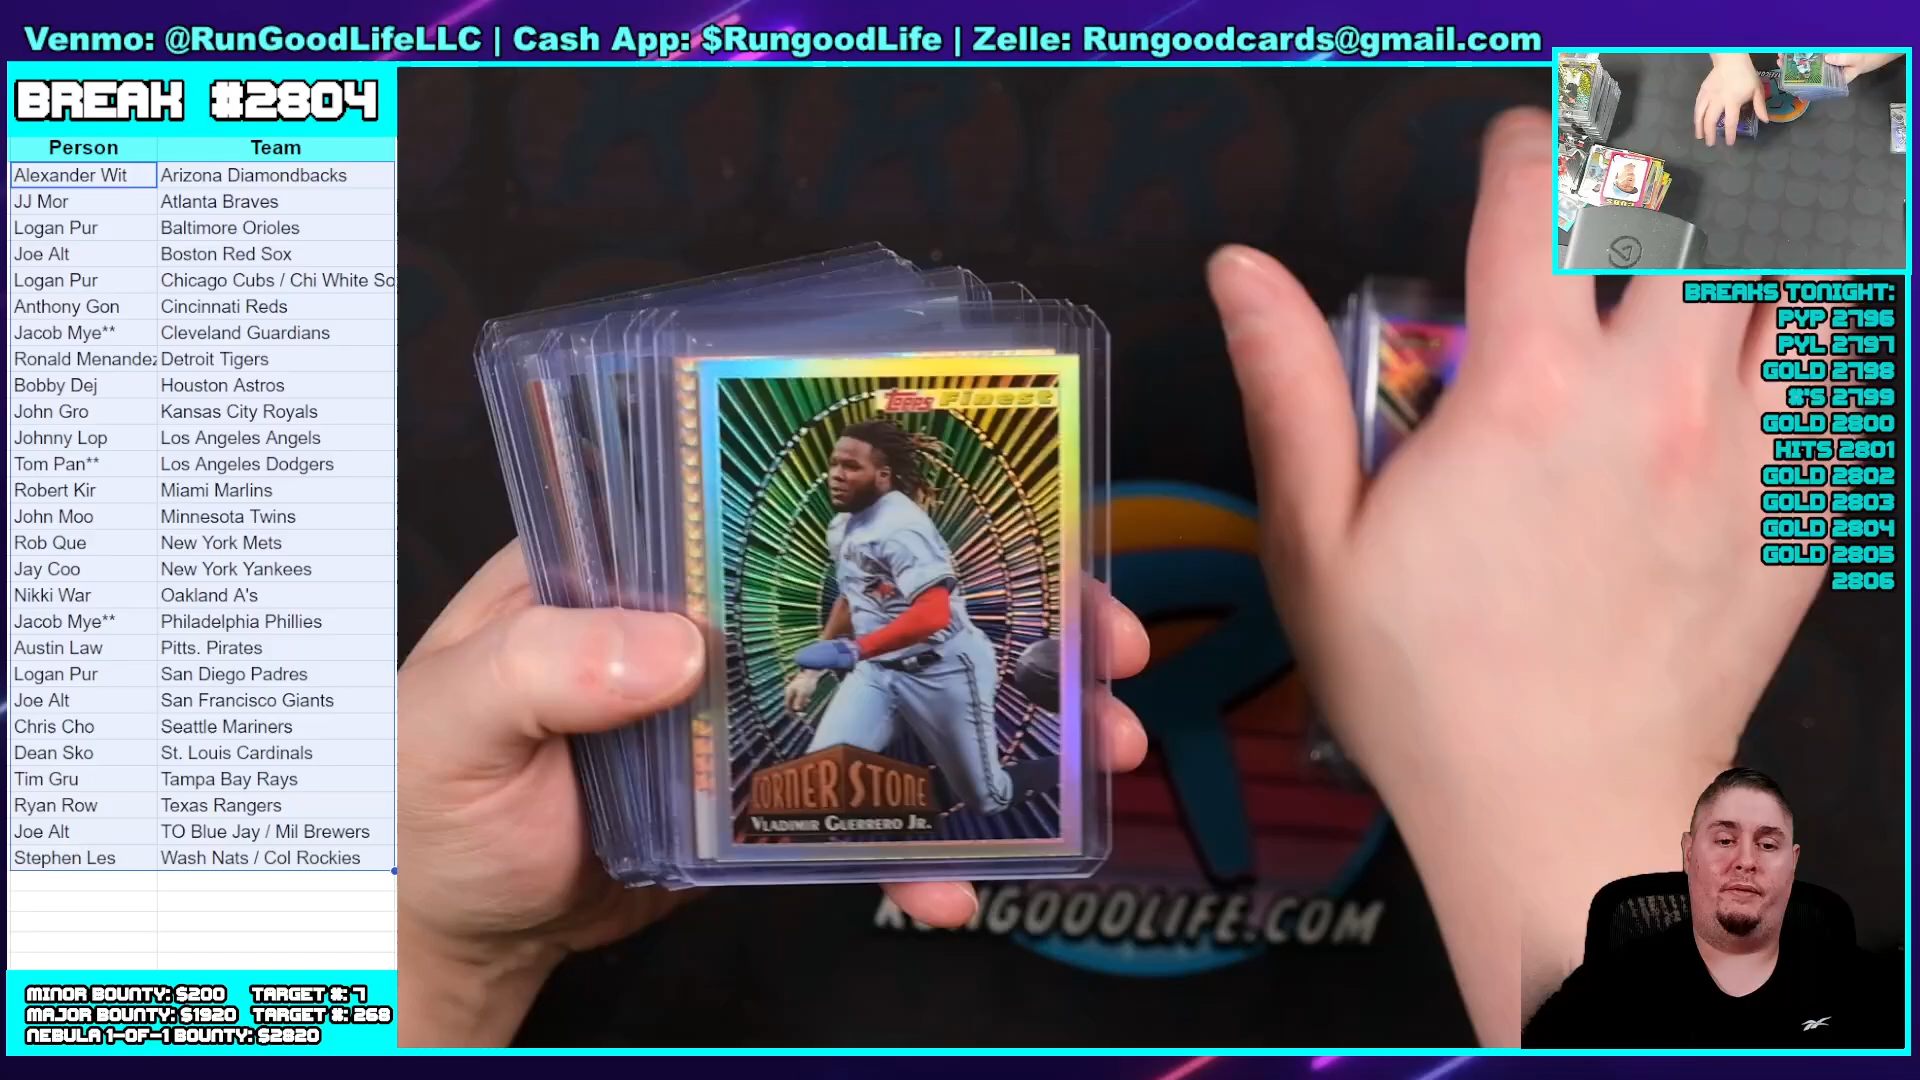 Venmo: @RunGoodLifeLLC | Cash App: $RungoodLife | Zelle: Rungoodcards@gmail.com
BREAK #2804
Person Team
Alexander Wit Arizona Diamondbacks
JJ Mor Atlanta Braves
Logan Pur Baltimore Orioles
Joe Alt Boston Red Sox
Logan Pur Chicago Cubs / Chi White So
Anthony Gon Cincinnati Reds
Jacob Mye** Cleveland Guardians
Ronald Menandez Detroit Tigers
Bobby Dej Houston Astros
John Gro Kansas City Royals
Johnny Lop Los Angeles Angels
Tom Pan** Los Angeles Dodgers
Robert Kir Miami Marlins
John Moo Minnesota Twins
Rob Que New York Mets
Jay Coo New York Yankees
Nikki War Oakland A's
Jacob Mye** Philadelphia Phillies
Austin Law Pitts. Pirates
Logan Pur San Diego Padres
Joe Alt San Francisco Giants
Chris Cho Seattle Mariners
Dean Sko St. Louis Cardinals
Tim Gru Tampa Bay Rays
Ryan Row Texas Rangers
Joe Alt TO Blue Jay / Mil Brewers
Stephen Les Wash Nats / Col Rockies
MINOR BOUNTY: $200 TARGET #: 7
MAJOR BOUNTY: $1920 TARGET #: 268
NEBULA 1-OF-1 BOUNTY: $2820
Topps Finest
CORNER STONE
VLADIMIR GUERRERO JR.
RUNGOODLIFE.COM
CUBS
BREAKS TONIGHT:
PYP 2796
PYL 2797
GOLD 2798
#'S 2799
GOLD 2800
HITS 2801
GOLD 2802
GOLD 2803
GOLD 2804
GOLD 2805
2806